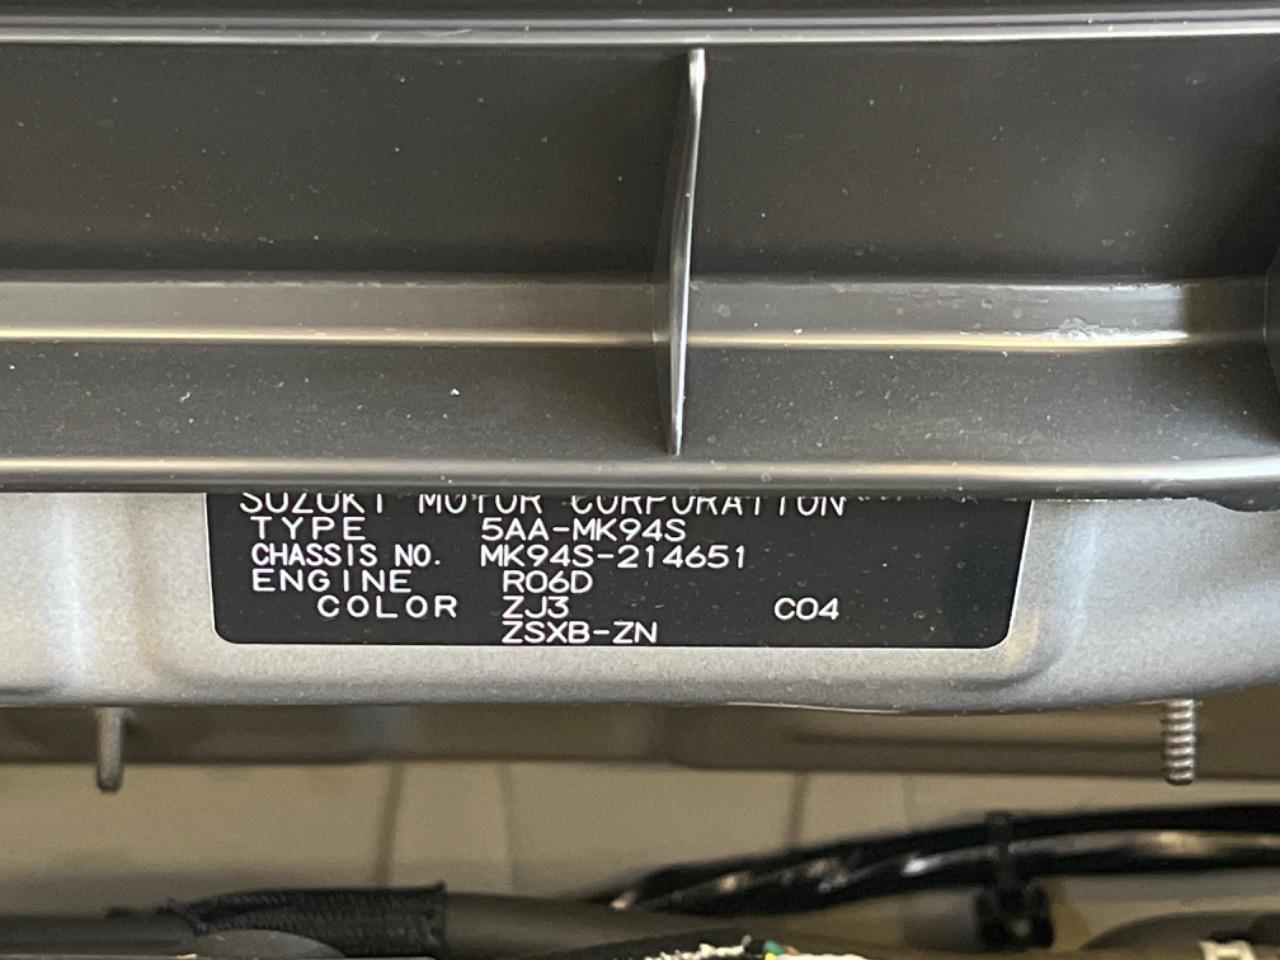 SUZUKI MOTOR CORPORATION
TYPE 5AA-MK94S
CHASSIS NO. MK94S-214651
ENGINE R06D
COLOR ZJ3 C04
ZSXB-ZN